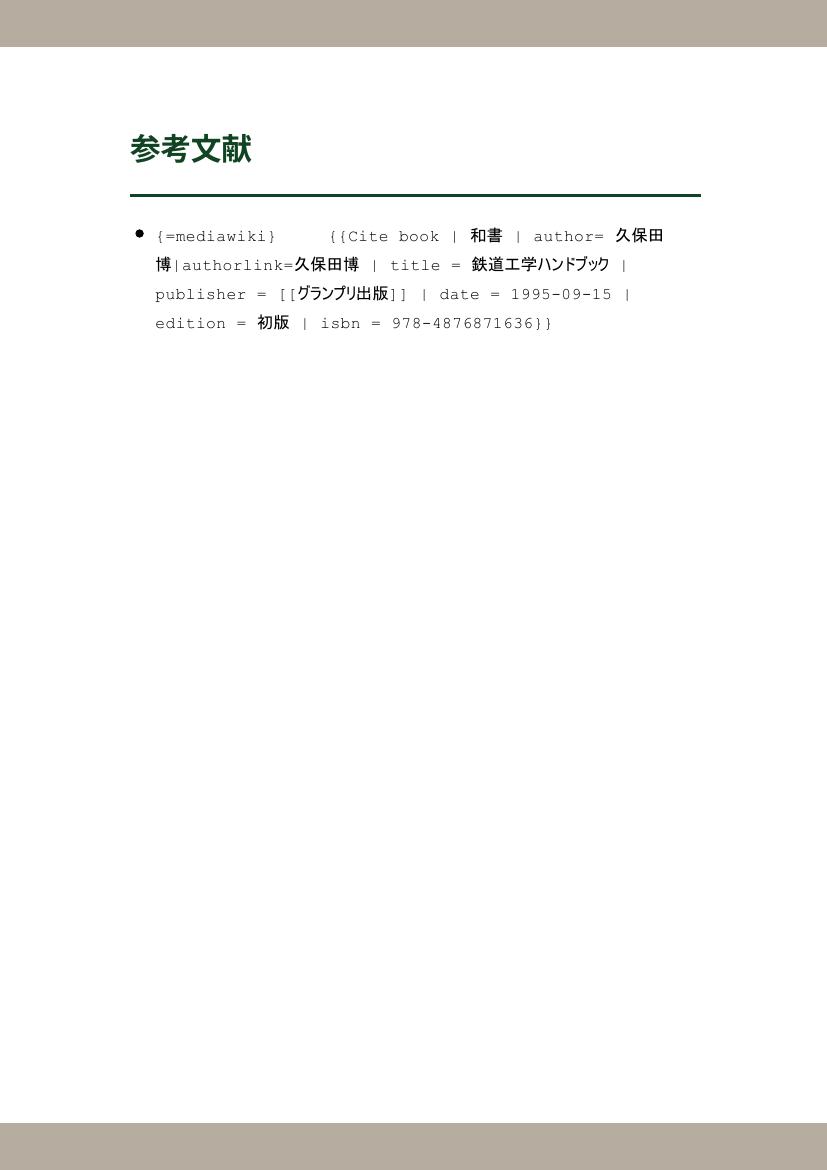 参考文献
{=mediawiki} {{Cite book | 和書 | author= 久保田
博|authorlink=久保田博 | title = 鉄道工学ハンドブック |
publisher = [[グランプリ出版]] | date = 1995-09-15 |
edition = 初版 | isbn = 978-4876871636}}